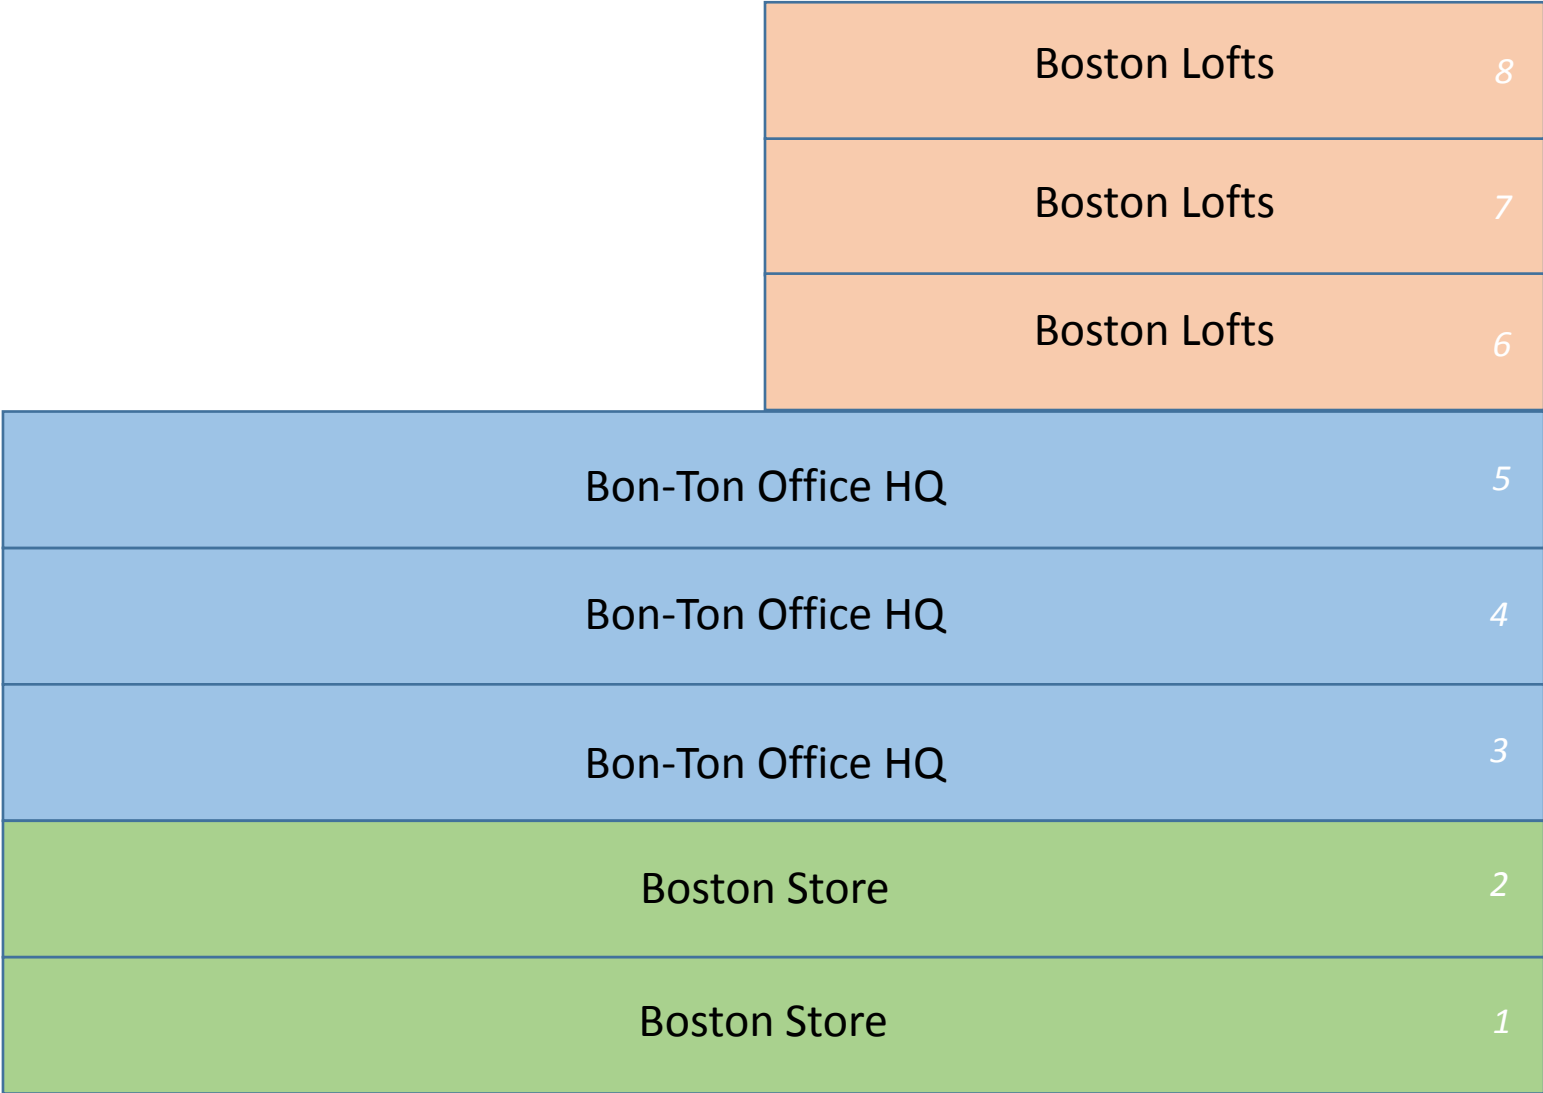 Boston Lofts 8
Boston Lofts 7
Boston Lofts 6
Bon-Ton Office HQ 5
Bon-Ton Office HQ 4
Bon-Ton Office HQ 3
Boston Store 2
Boston Store 1